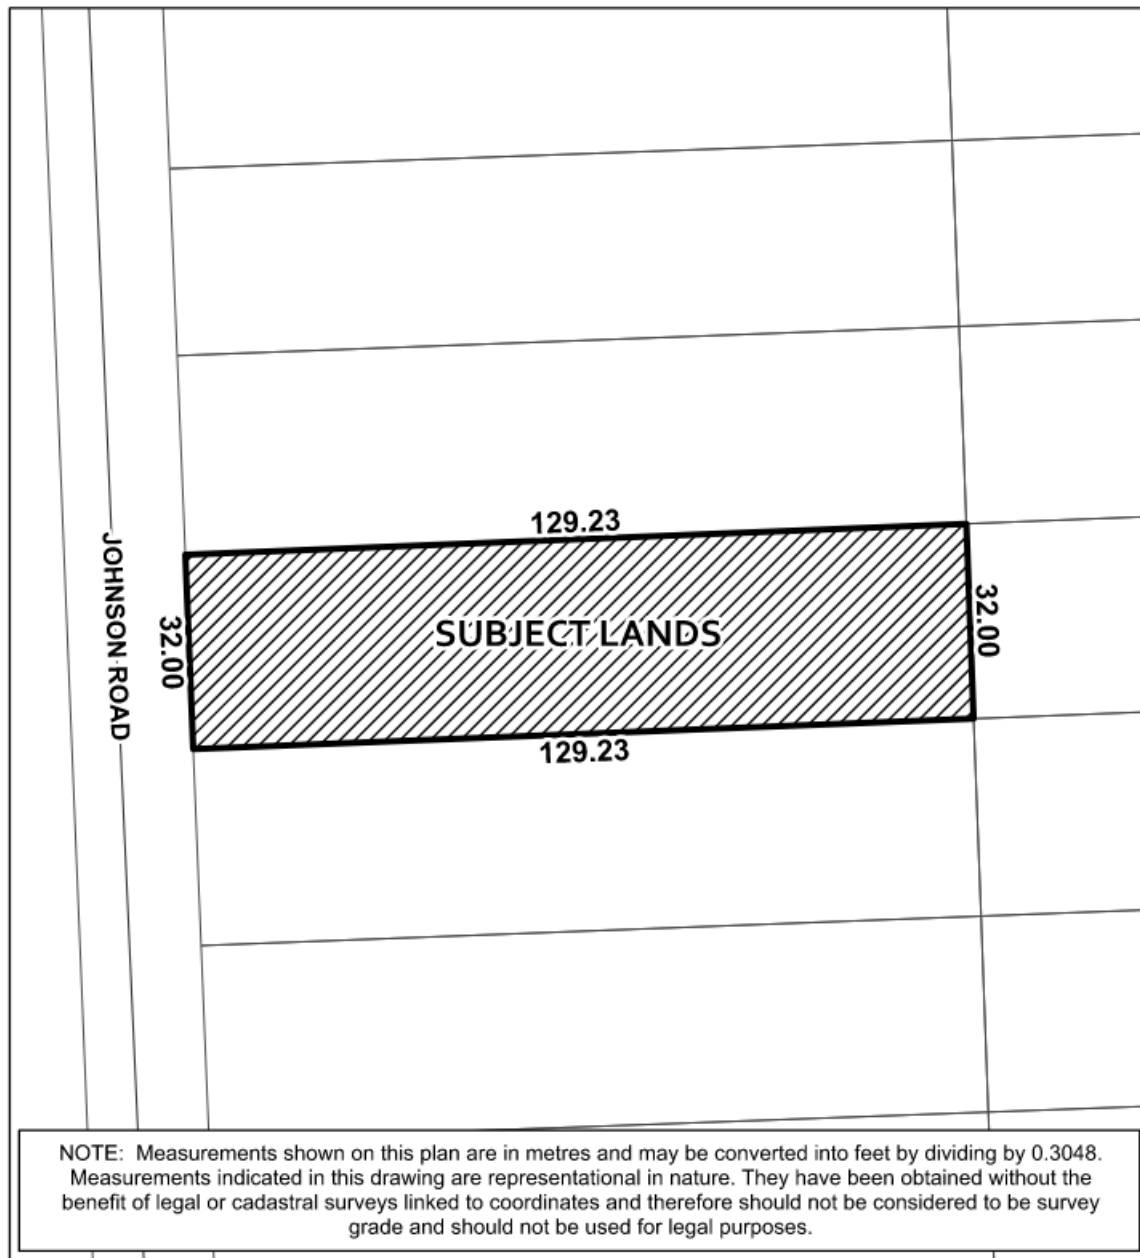 129.23
32.00
SUBJECT LANDS
32.00
JOHNSON ROAD
129.23
NOTE: Measurements shown on this plan are in metres and may be converted into feet by dividing by 0.3048.
Measurements indicated in this drawing are representational in nature. They have been obtained without the
benefit of legal or cadastral surveys linked to coordinates and therefore should not be considered to be survey
grade and should not be used for legal purposes.